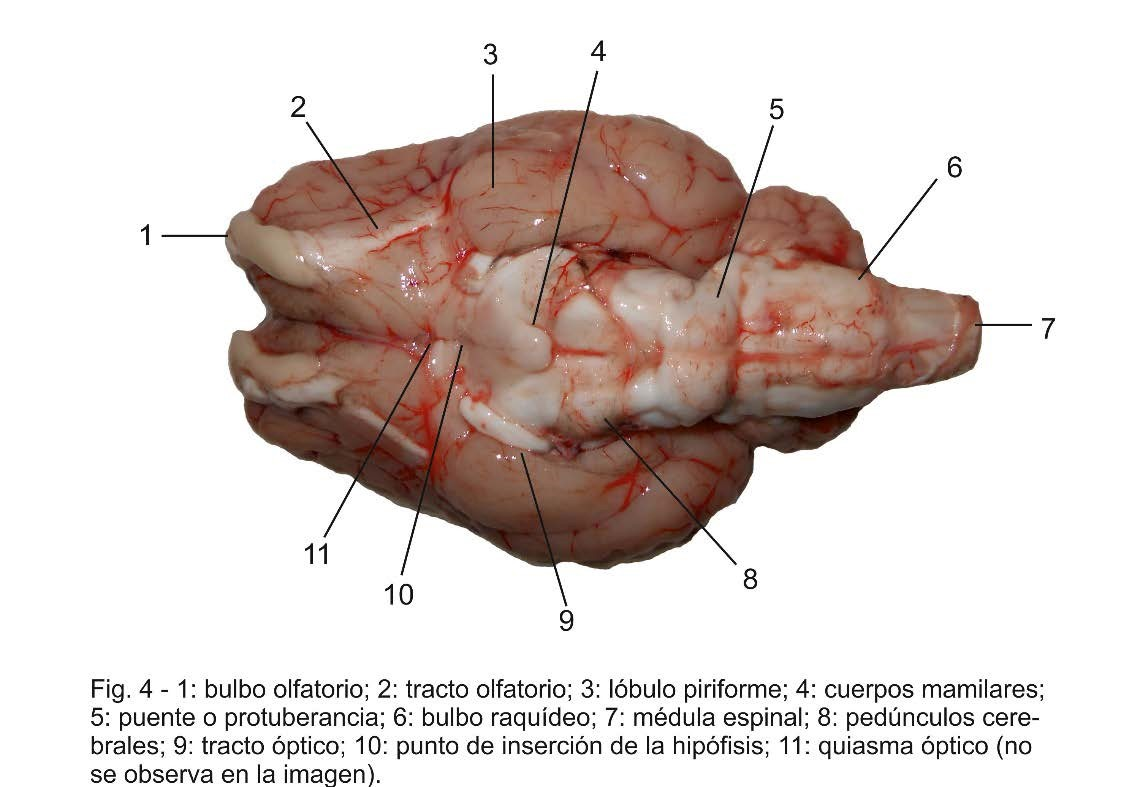 3
4
2
5
6
1
7
11
10
8
9
Fig. 4 - 1: bulbo olfatorio; 2: tracto olfatorio; 3: lóbulo piriforme; 4: cuerpos mamilares;
5: puente o protuberancia; 6: bulbo raquídeo; 7: médula espinal; 8: pedúnculos cere-
brales; 9: tracto óptico; 10: punto de inserción de la hipófisis; 11: quiasma óptico (no
se observa en la imagen).